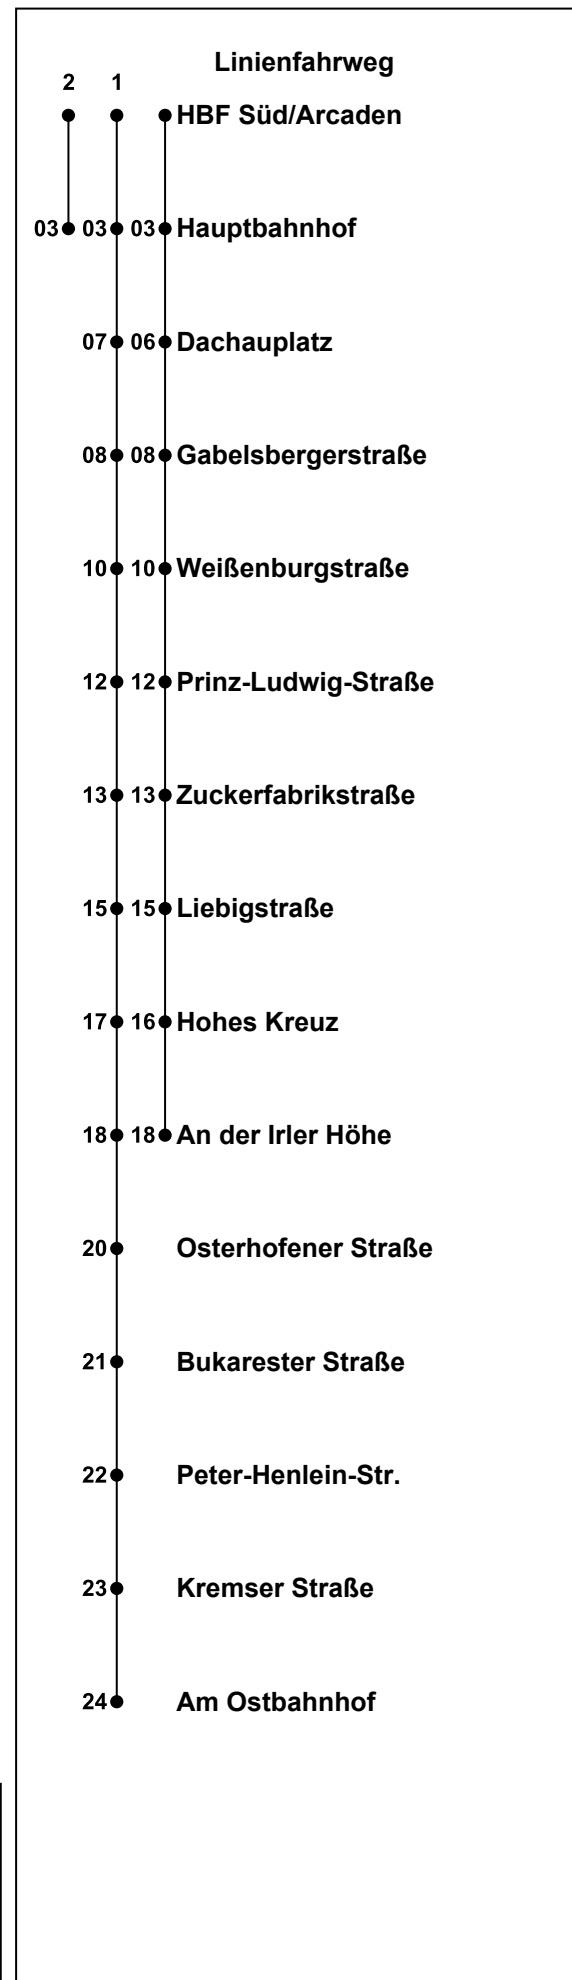 Linienfahrweg
2 1
HBF Süd/Arcaden
03 03 03 Hauptbahnhof
07 06 Dachauplatz
08 08 Gabelsbergerstraße
10 10 Weißenburgstraße
12 12 Prinz-Ludwig-Straße
13 13 Zuckerfabrikstraße
15 15 Liebigstraße
17 16 Hohes Kreuz
18 18 An der Irler Höhe
20 Osterhofener Straße
21 Bukarester Straße
22 Peter-Henlein-Str.
23 Kremser Straße
24 Am Ostbahnhof